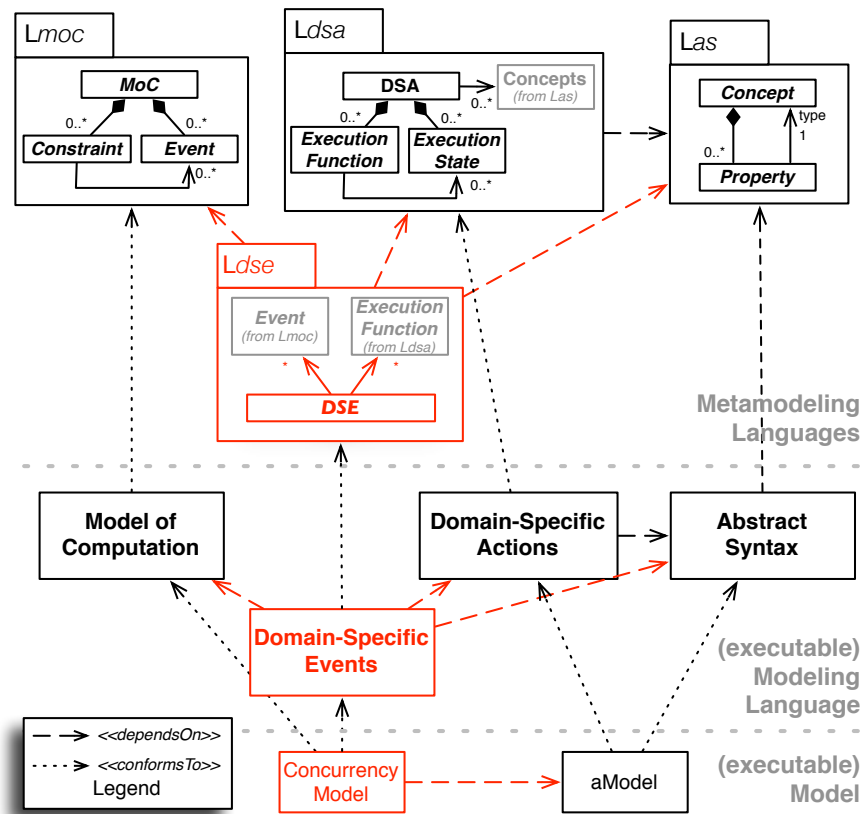 Lmoc
Ldsa
Las
MoC
0..*
0..*
Constraint
Event
0..*
DSA
0..*
Concepts
(from Las)
0..*
0..*
Execution
Function
Execution
State
0..*
Concept
type
1
0..*
Property
Ldse
Event
(from Lmoc)
Execution
Function
(from Ldsa)
*
*
DSE
Metamodeling
Languages
Model of
Computation
Domain-Specific
Actions
Abstract
Syntax
Domain-Specific
Events
(executable)
Modeling
Language
<<dependsOn>>
<<conformsTo>>
Legend
Concurrency
Model
aModel
(executable)
Model